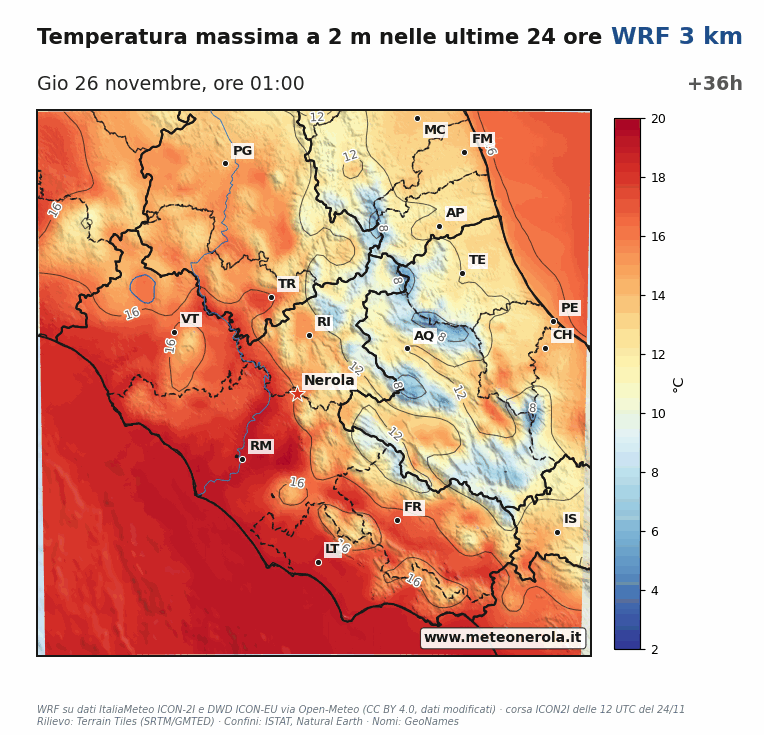 Temperatura massima a 2 m nelle ultime 24 ore WRF 3 km
Gio 26 novembre, ore 01:00 +36h
12
MC
FM
16
PG
12
16
AP
8
TE
8
TR
16
PE
VT
RI
AQ
8
CH
16
12
Nerola
8
12
8
12
RM
16
FR
IS
LT
16
16
www.meteonerola.it
20
18
16
14
12
10
8
6
4
2
°C
WRF su dati ItaliaMeteo ICON-2I e DWD ICON-EU via Open-Meteo (CC BY 4.0, dati modificati) · corsa ICON2I delle 12 UTC del 24/11
Rilievo: Terrain Tiles (SRTM/GMTED) · Confini: ISTAT, Natural Earth · Nomi: GeoNames